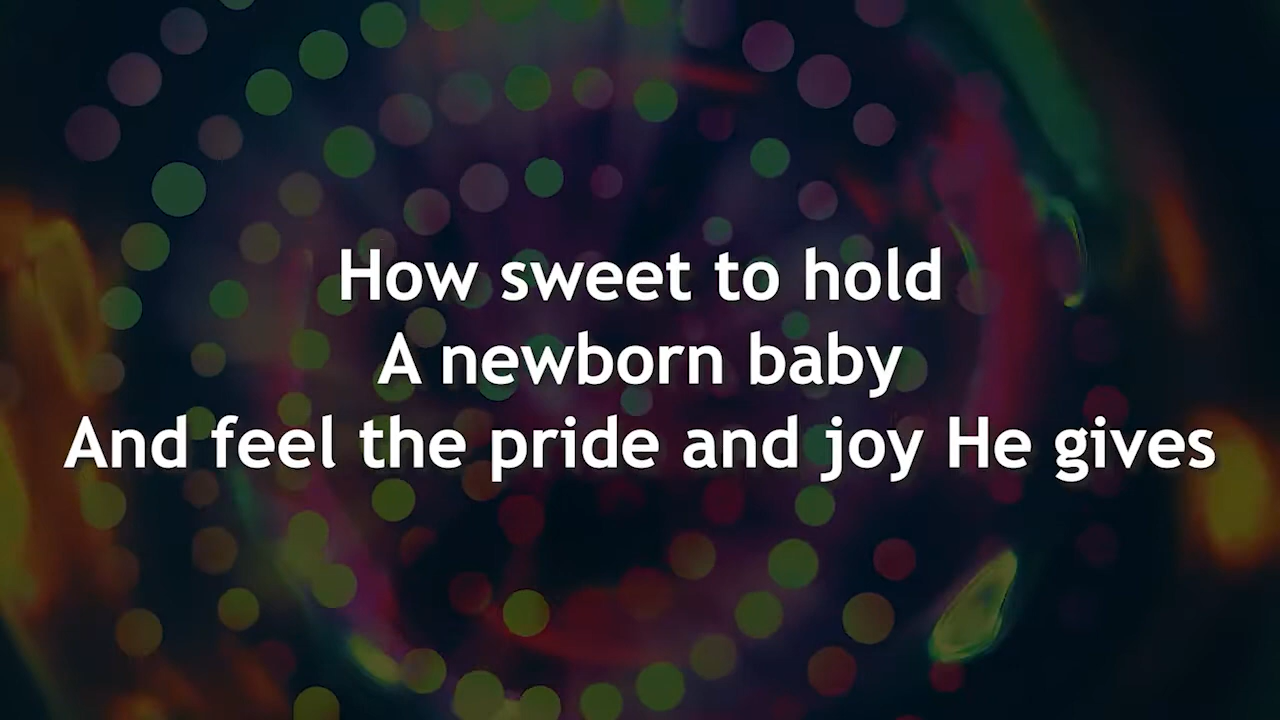 How sweet to hold
A newborn baby
And feel the pride and joy He gives